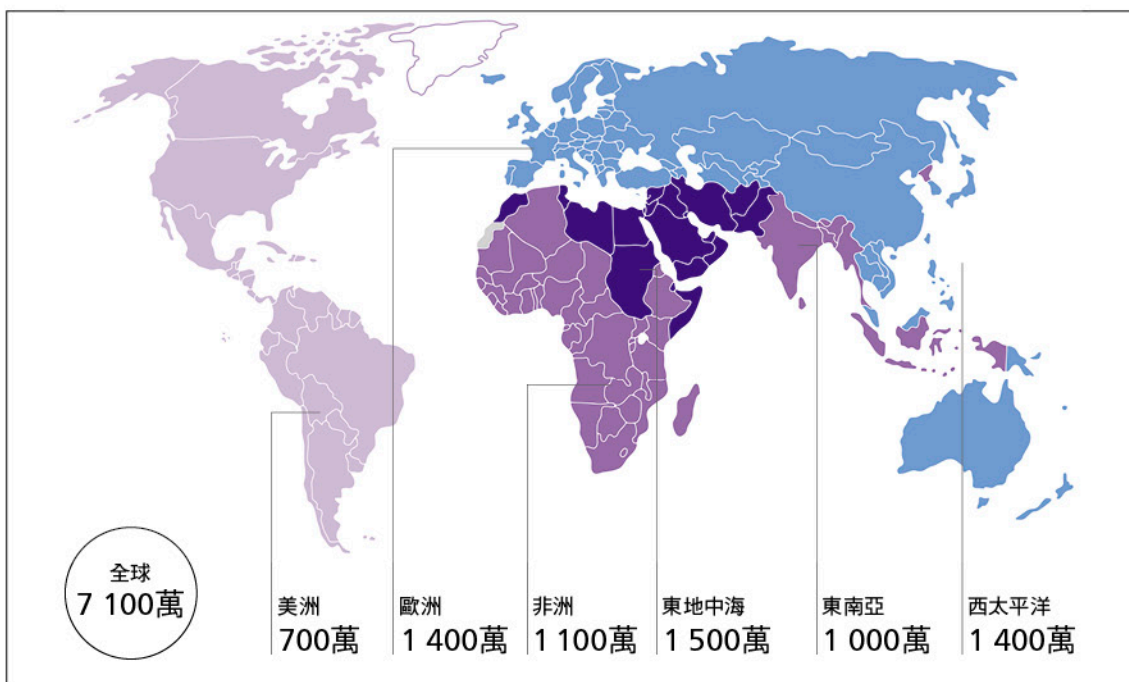 全球
7 100萬
美洲
700萬
歐洲
1 400萬
非洲
1 100萬
東地中海
1 500萬
東南亞
1 000萬
西太平洋
1 400萬